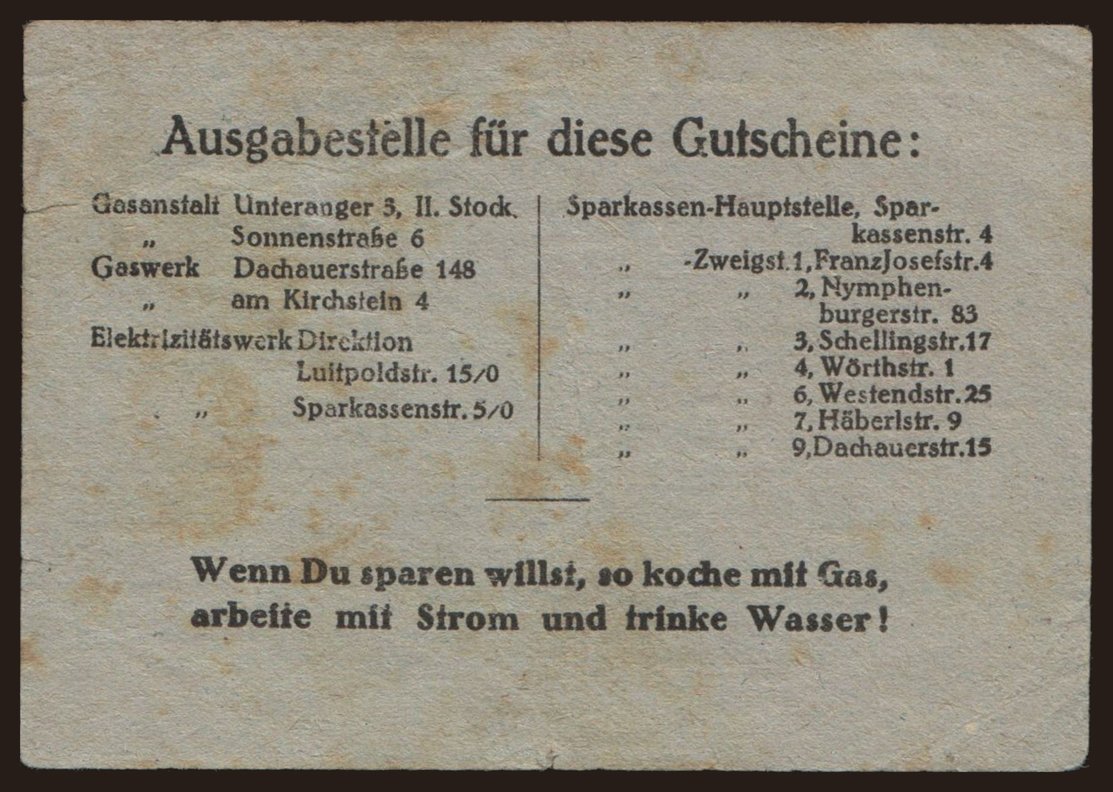 Ausgabestelle für diese Gutscheine:
Gasanstalt Unteranger 3, II. Stock.
„ Sonnenstraße 6
Gaswerk Dachauerstraße 148
„ am Kirchstein 4
Elektrizitätswerk Direktion
Luitpoldstr. 15/0
„ Sparkassenstr. 5/0
Sparkassen-Hauptstelle, Spar-
kassenstr. 4
„ -Zweigst. 1, FranzJosefstr. 4
„ „ 2, Nymphen-
burgerstr. 83
„ „ 3, Schellingstr. 17
„ „ 4, Wörthstr. 1
„ „ 6, Westendstr. 25
„ „ 7, Häberlstr. 9
„ „ 9, Dachauerstr. 15
Wenn Du sparen willst, so koche mit Gas,
arbeite mit Strom und trinke Wasser!